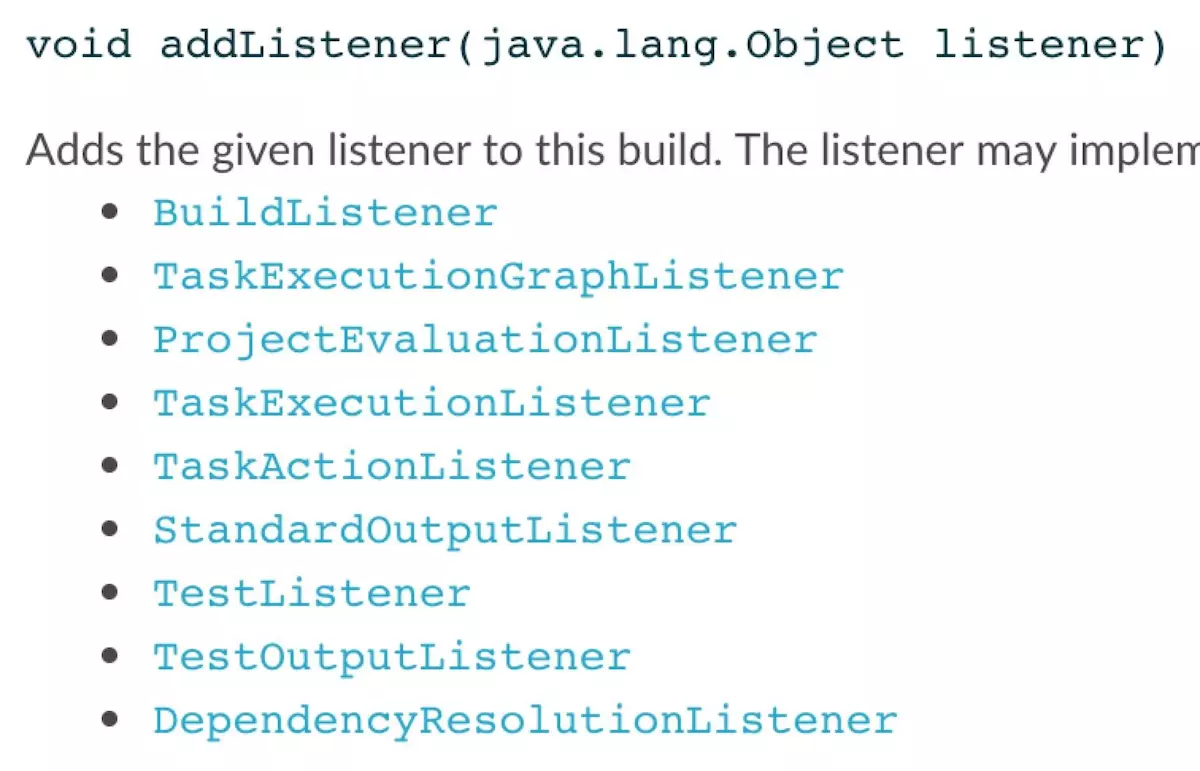 void addListener(java.lang.Object listener)
Adds the given listener to this build. The listener may implem
BuildListener
TaskExecutionGraphListener
ProjectEvaluationListener
TaskExecutionListener
TaskActionListener
StandardOutputListener
TestListener
TestOutputListener
DependencyResolutionListener